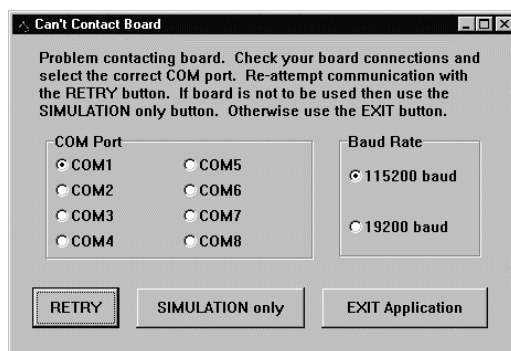 Can't Contact Board
Problem contacting board. Check your board connections and
select the correct COM port. Re-attempt communication with
the RETRY button. If board is not to be used then use the
SIMULATION only button. Otherwise use the EXIT button.
COM Port
COM1
COM5
COM2
COM6
COM3
COM7
COM4
COM8
Baud Rate
115200 baud
19200 baud
RETRY
SIMULATION only
EXIT Application